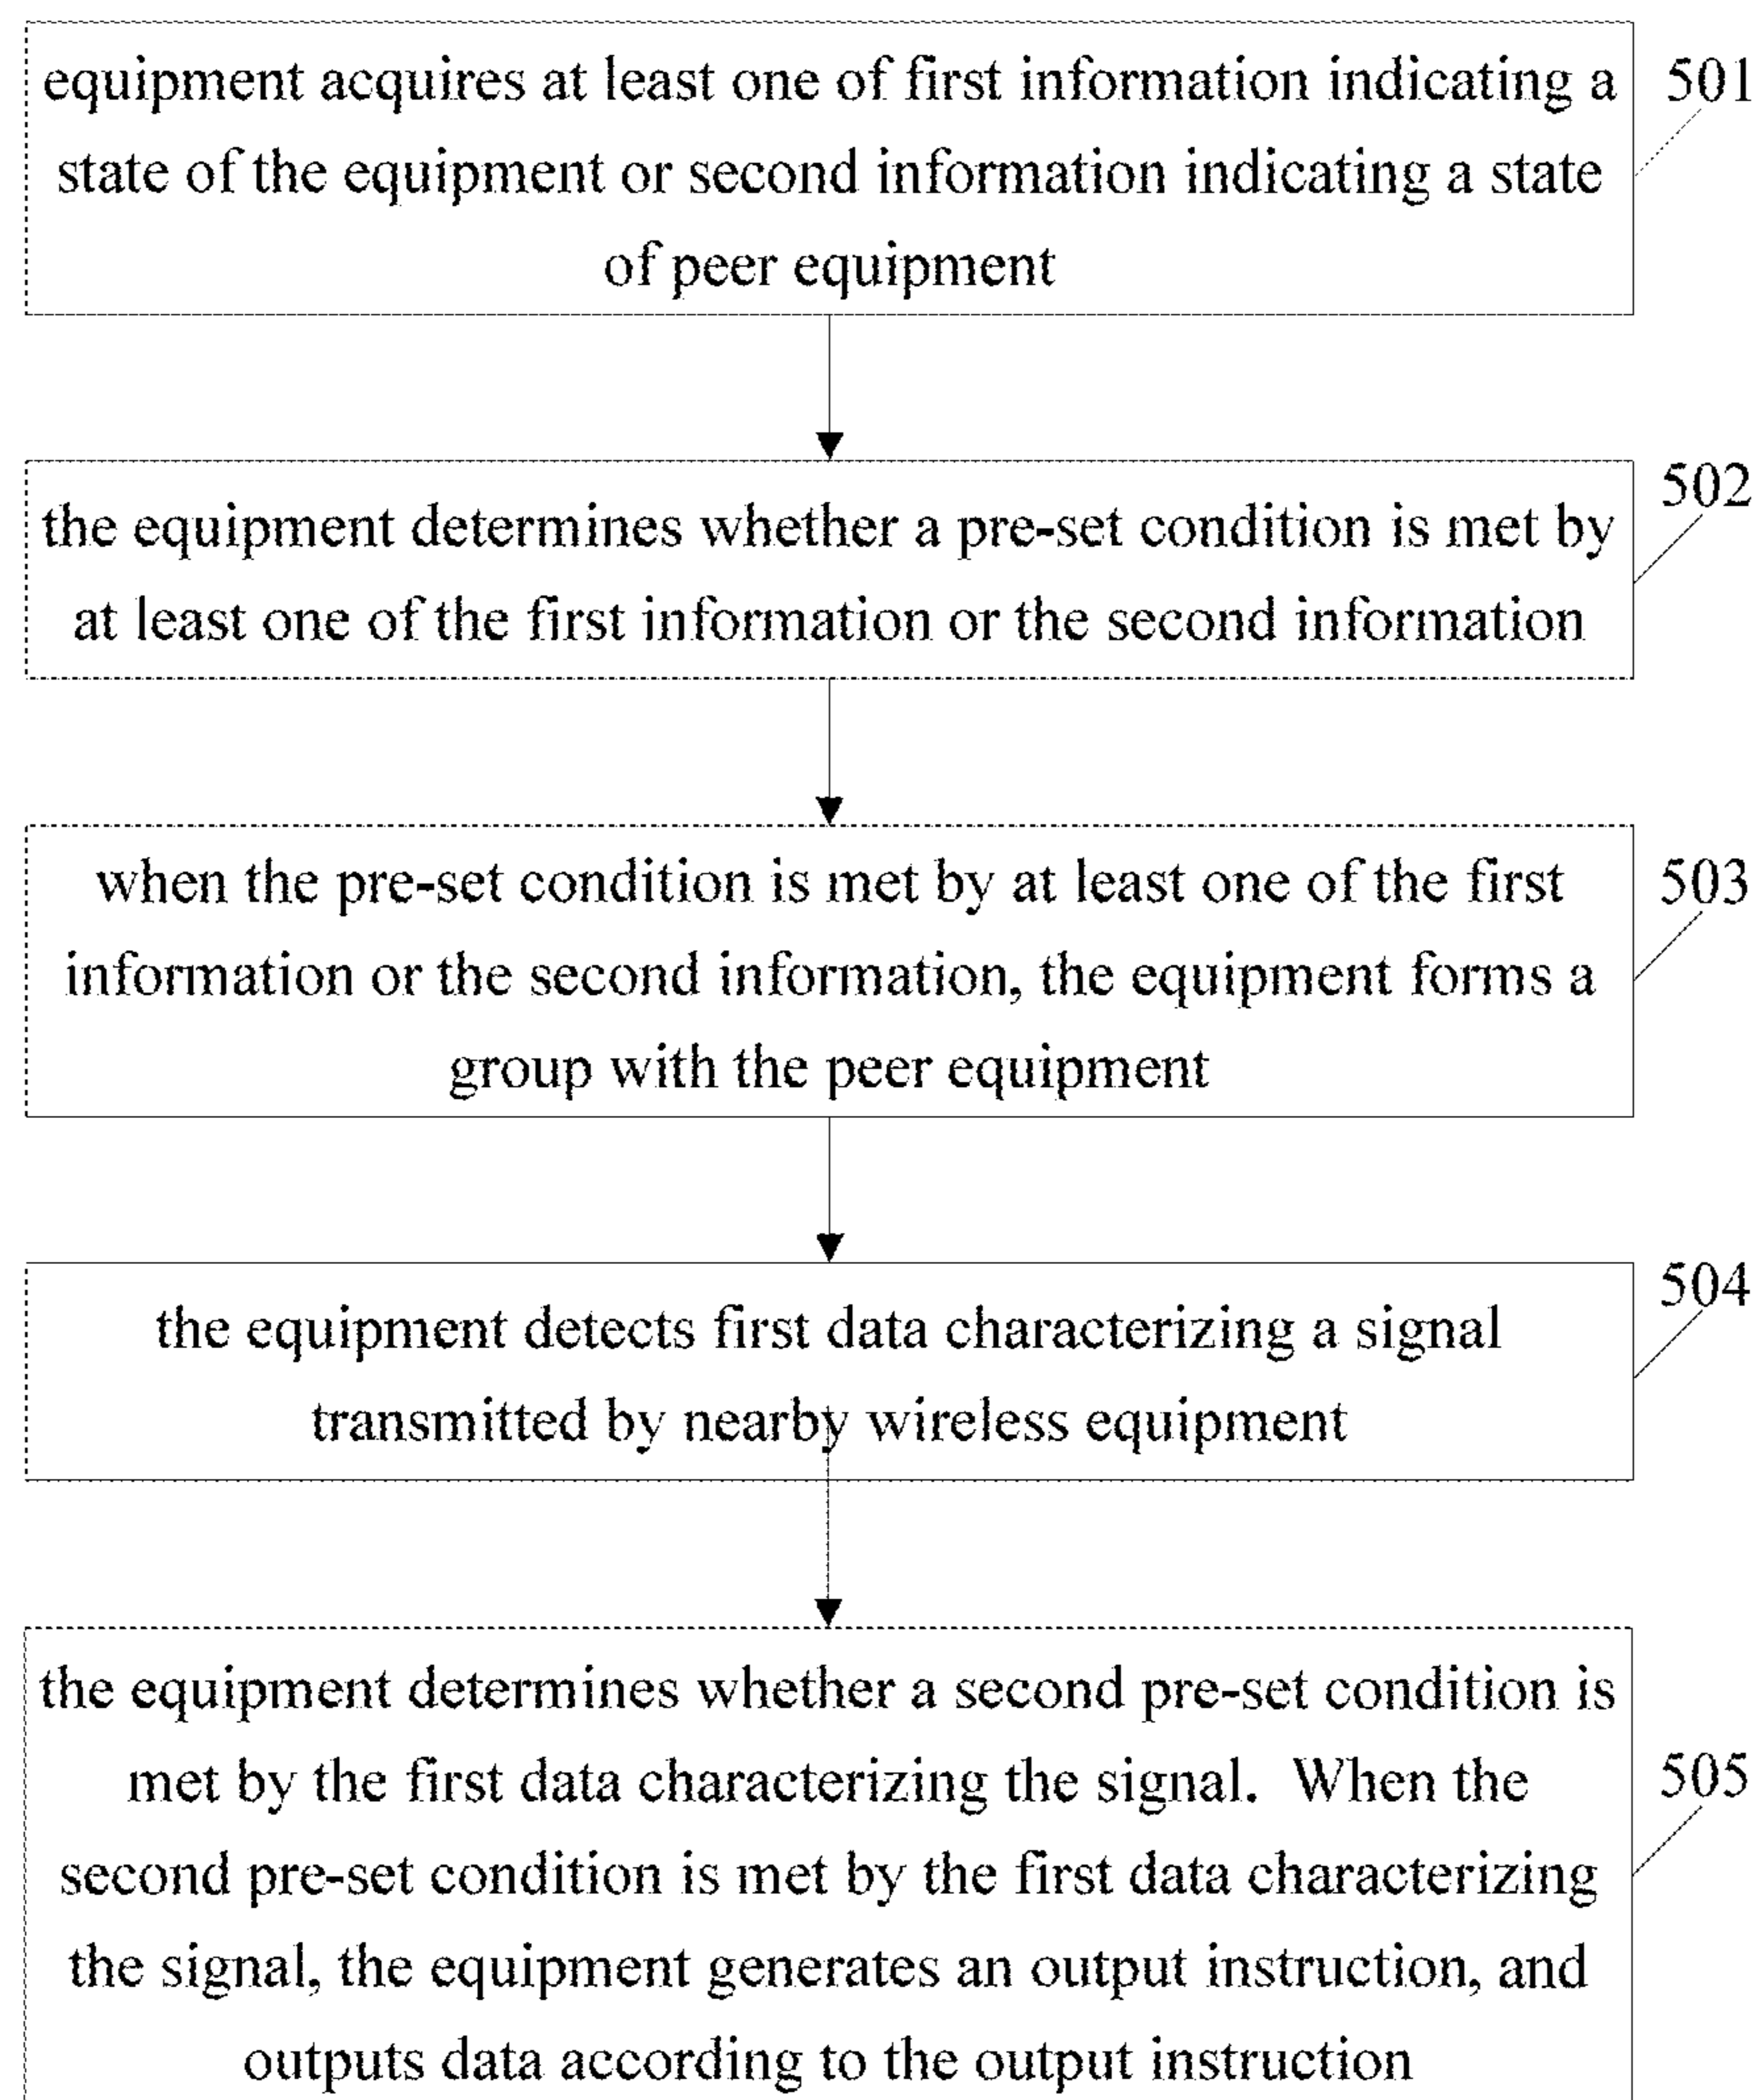 equipment acquires at least one of first information indicating a
state of the equipment or second information indicating a state
of peer equipment
501
the equipment determines whether a pre-set condition is met by
at least one of the first information or the second information
502
when the pre-set condition is met by at least one of the first
information or the second information, the equipment forms a
group with the peer equipment
503
the equipment detects first data characterizing a signal
transmitted by nearby wireless equipment
504
the equipment determines whether a second pre-set condition is
met by the first data characterizing the signal.  When the
second pre-set condition is met by the first data characterizing
the signal, the equipment generates an output instruction, and
outputs data according to the output instruction
505